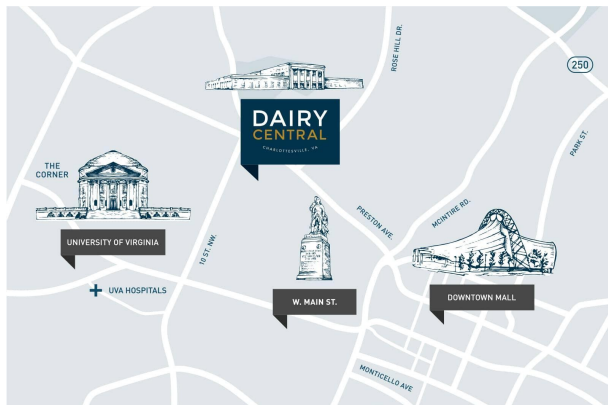 ROSE HILL DR.
250
DAIRY
CENTRAL
CHARLOTTESVILLE, VA
PARK ST.
THE
CORNER
UNIVERSITY OF VIRGINIA
10 ST. NW.
PRESTON AVE.
MCINTIRE RD.
UVA HOSPITALS
W. MAIN ST.
DOWNTOWN MALL
MONTICELLO AVE